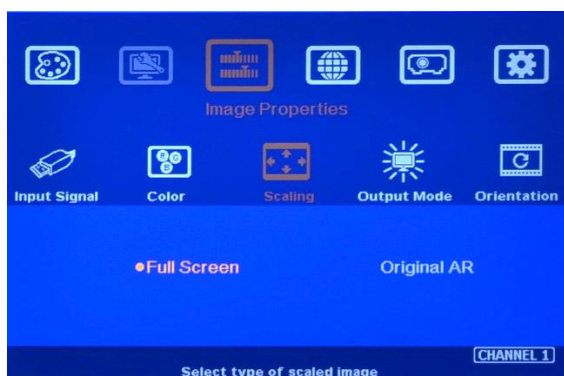 Image Properties
Input Signal
Color
Scaling
Output Mode
Orientation
Full Screen
Original AR
CHANNEL 1
Select type of scaled image